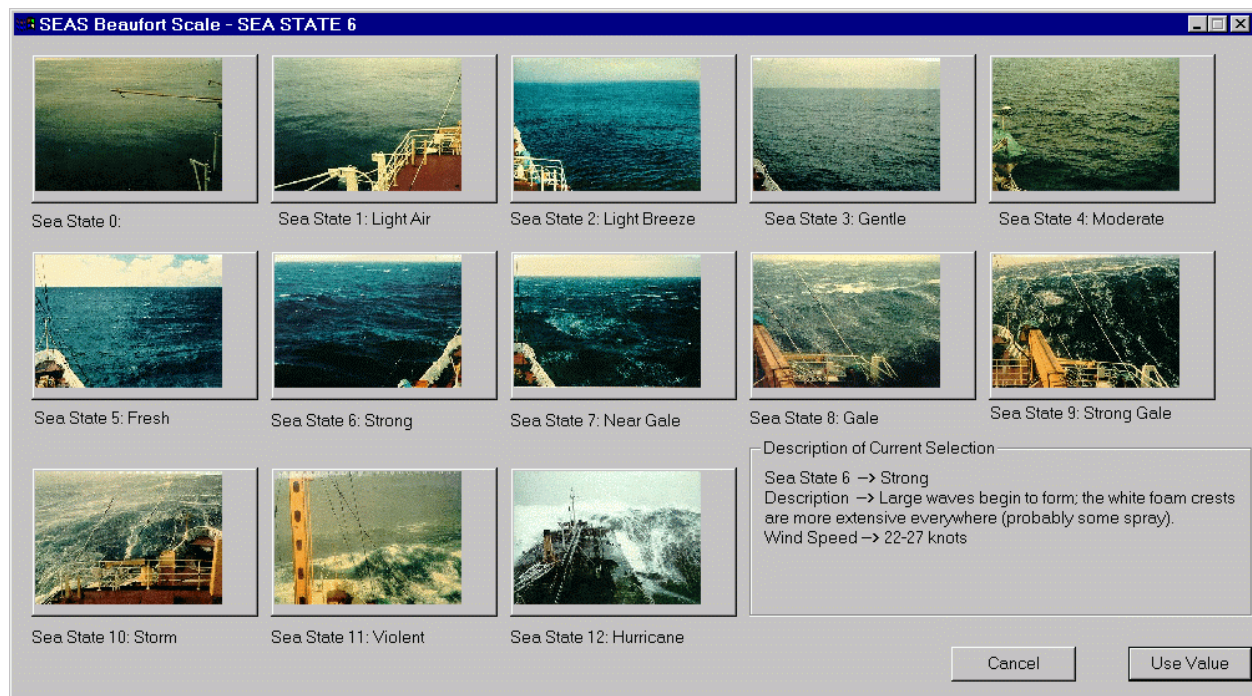 SEAS Beaufort Scale - SEA STATE 6
Sea State 0:
Sea State 1: Light Air
Sea State 2: Light Breeze
Sea State 3: Gentle
Sea State 4: Moderate
Sea State 5: Fresh
Sea State 6: Strong
Sea State 7: Near Gale
Sea State 8: Gale
Sea State 9: Strong Gale
Sea State 10: Storm
Sea State 11: Violent
Sea State 12: Hurricane
Description of Current Selection
Sea State 6 --> Strong
Description --> Large waves begin to form; the white foam crests
are more extensive everywhere (probably some spray).
Wind Speed --> 22-27 knots
Cancel
Use Value